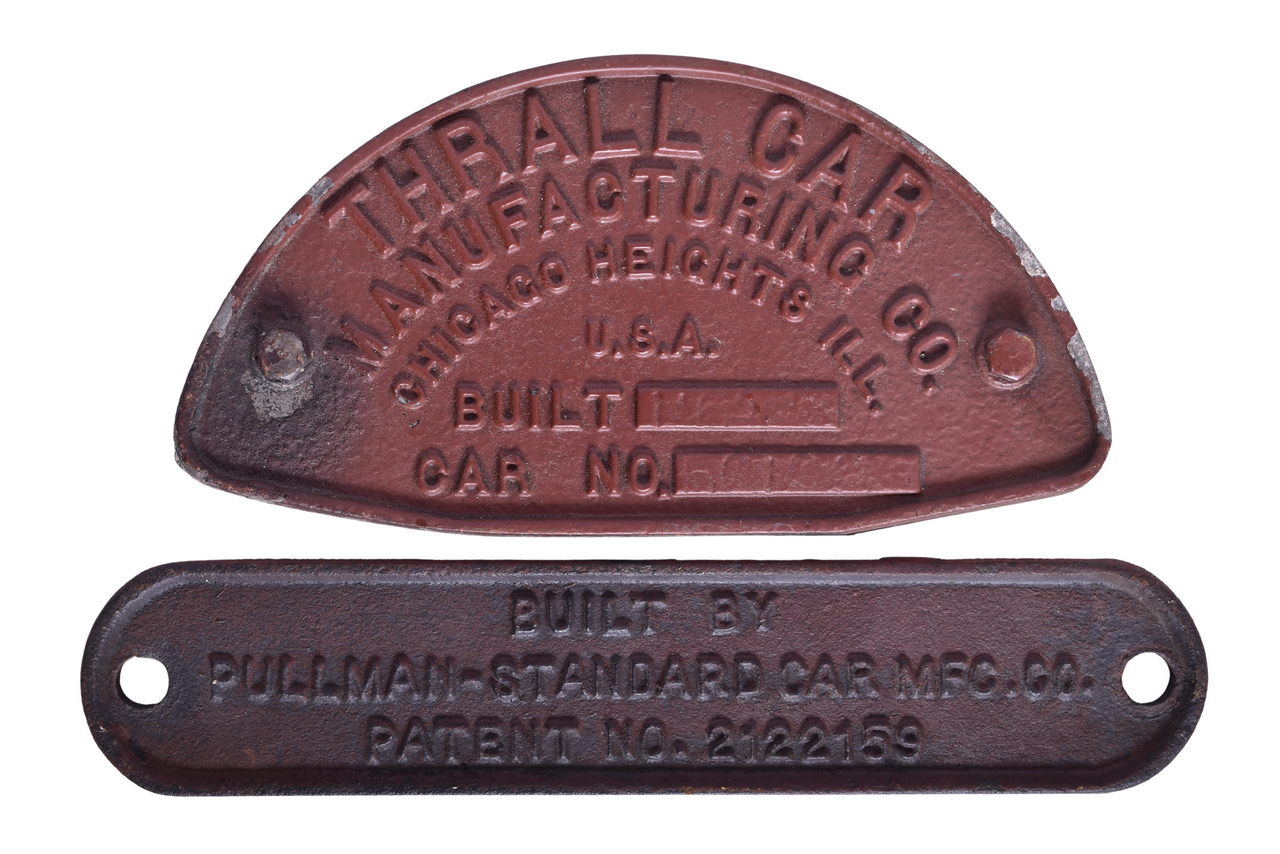 THRALL CAR
MANUFACTURING CO.
CHICAGO HEIGHTS ILL.
U.S.A.
BUILT
CAR NO.
BUILT BY
PULLMAN-STANDARD CAR MFG.CO.
PATENT NO. 2122159